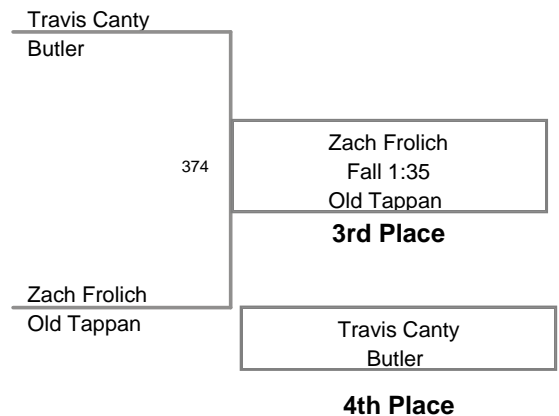 Travis Canty
Butler
374
Zach Frolich
Fall 1:35
Old Tappan
3rd Place
Zach Frolich
Old Tappan
Travis Canty
Butler
4th Place